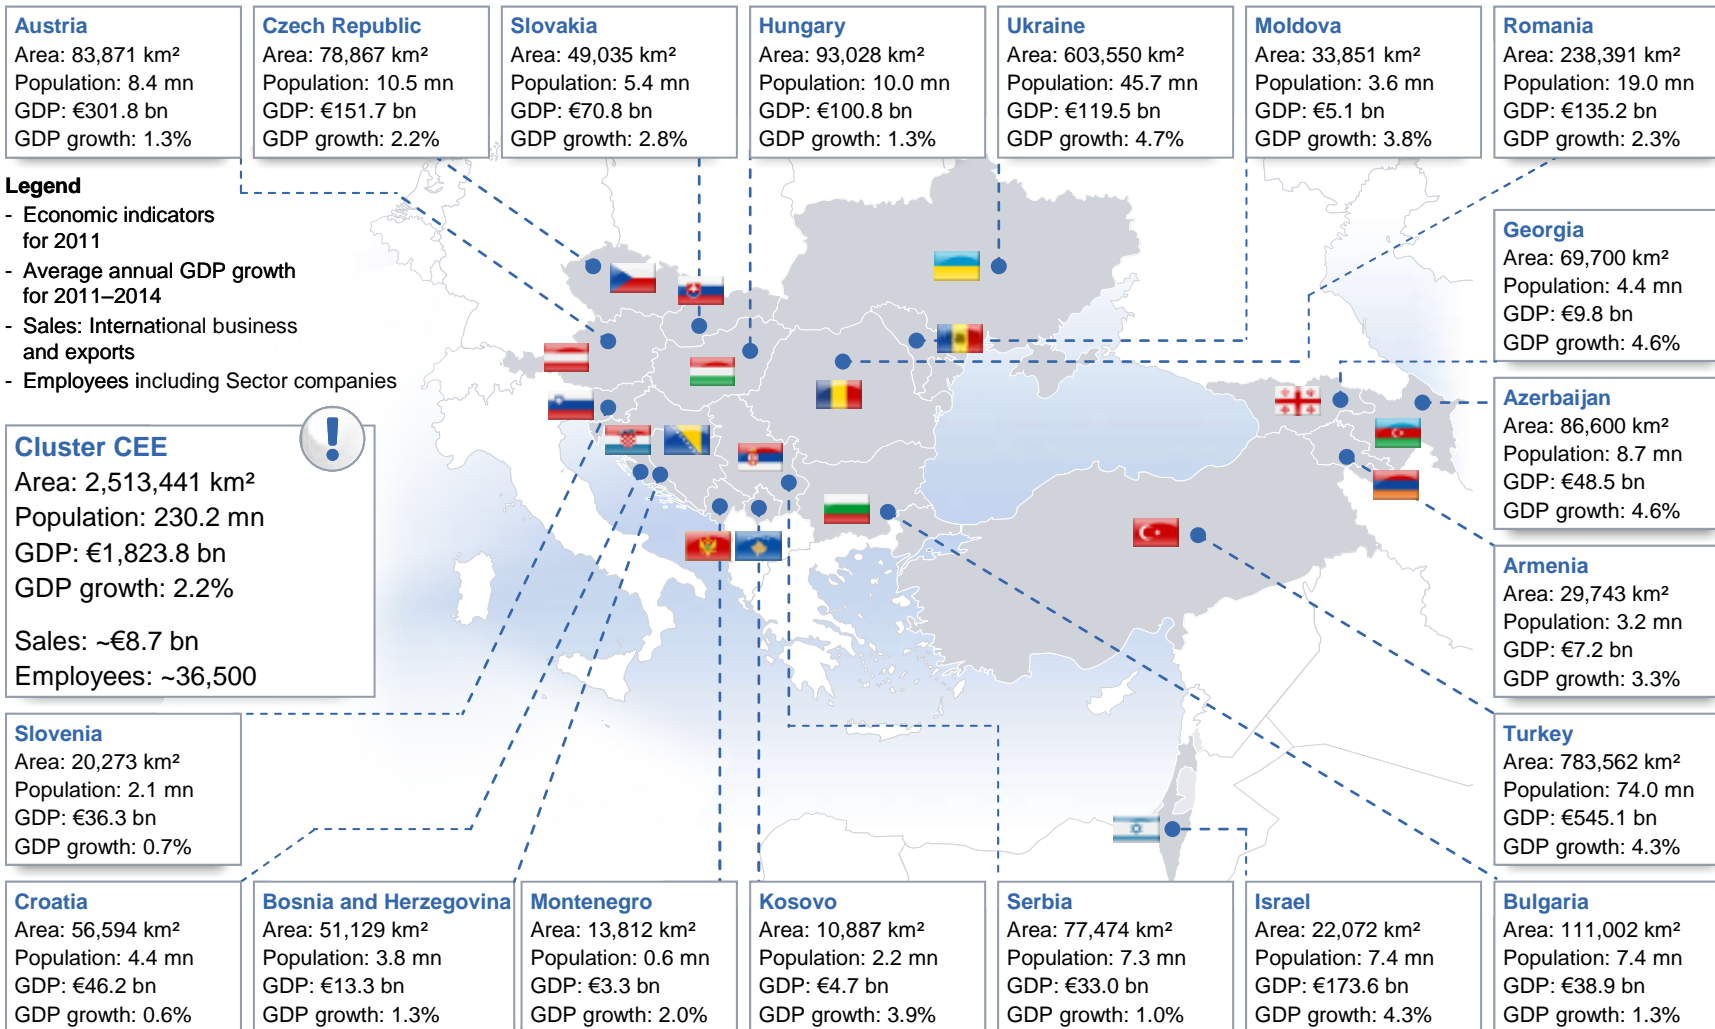 Austria
Area: 83,871 km²
Population: 8.4 mn
GDP: €301.8 bn
GDP growth: 1.3%
Czech Republic
Area: 78,867 km²
Population: 10.5 mn
GDP: €151.7 bn
GDP growth: 2.2%
Slovakia
Area: 49,035 km²
Population: 5.4 mn
GDP: €70.8 bn
GDP growth: 2.8%
Hungary
Area: 93,028 km²
Population: 10.0 mn
GDP: €100.8 bn
GDP growth: 1.3%
Ukraine
Area: 603,550 km²
Population: 45.7 mn
GDP: €119.5 bn
GDP growth: 4.7%
Moldova
Area: 33,851 km²
Population: 3.6 mn
GDP: €5.1 bn
GDP growth: 3.8%
Romania
Area: 238,391 km²
Population: 19.0 mn
GDP: €135.2 bn
GDP growth: 2.3%
Legend
- Economic indicators
for 2011
- Average annual GDP growth
for 2011–2014
- Sales: International business
and exports
- Employees including Sector companies
Georgia
Area: 69,700 km²
Population: 4.4 mn
GDP: €9.8 bn
GDP growth: 4.6%
Azerbaijan
Area: 86,600 km²
Population: 8.7 mn
GDP: €48.5 bn
GDP growth: 4.6%
!
Cluster CEE
Area: 2,513,441 km²
Population: 230.2 mn
GDP: €1,823.8 bn
GDP growth: 2.2%
Sales: ~€8.7 bn
Employees: ~36,500
Armenia
Area: 29,743 km²
Population: 3.2 mn
GDP: €7.2 bn
GDP growth: 3.3%
Slovenia
Area: 20,273 km²
Population: 2.1 mn
GDP: €36.3 bn
GDP growth: 0.7%
Turkey
Area: 783,562 km²
Population: 74.0 mn
GDP: €545.1 bn
GDP growth: 4.3%
Croatia
Area: 56,594 km²
Population: 4.4 mn
GDP: €46.2 bn
GDP growth: 0.6%
Bosnia and Herzegovina
Area: 51,129 km²
Population: 3.8 mn
GDP: €13.3 bn
GDP growth: 1.3%
Montenegro
Area: 13,812 km²
Population: 0.6 mn
GDP: €3.3 bn
GDP growth: 2.0%
Kosovo
Area: 10,887 km²
Population: 2.2 mn
GDP: €4.7 bn
GDP growth: 3.9%
Serbia
Area: 77,474 km²
Population: 7.3 mn
GDP: €33.0 bn
GDP growth: 1.0%
Israel
Area: 22,072 km²
Population: 7.4 mn
GDP: €173.6 bn
GDP growth: 4.3%
Bulgaria
Area: 111,002 km²
Population: 7.4 mn
GDP: €38.9 bn
GDP growth: 1.3%